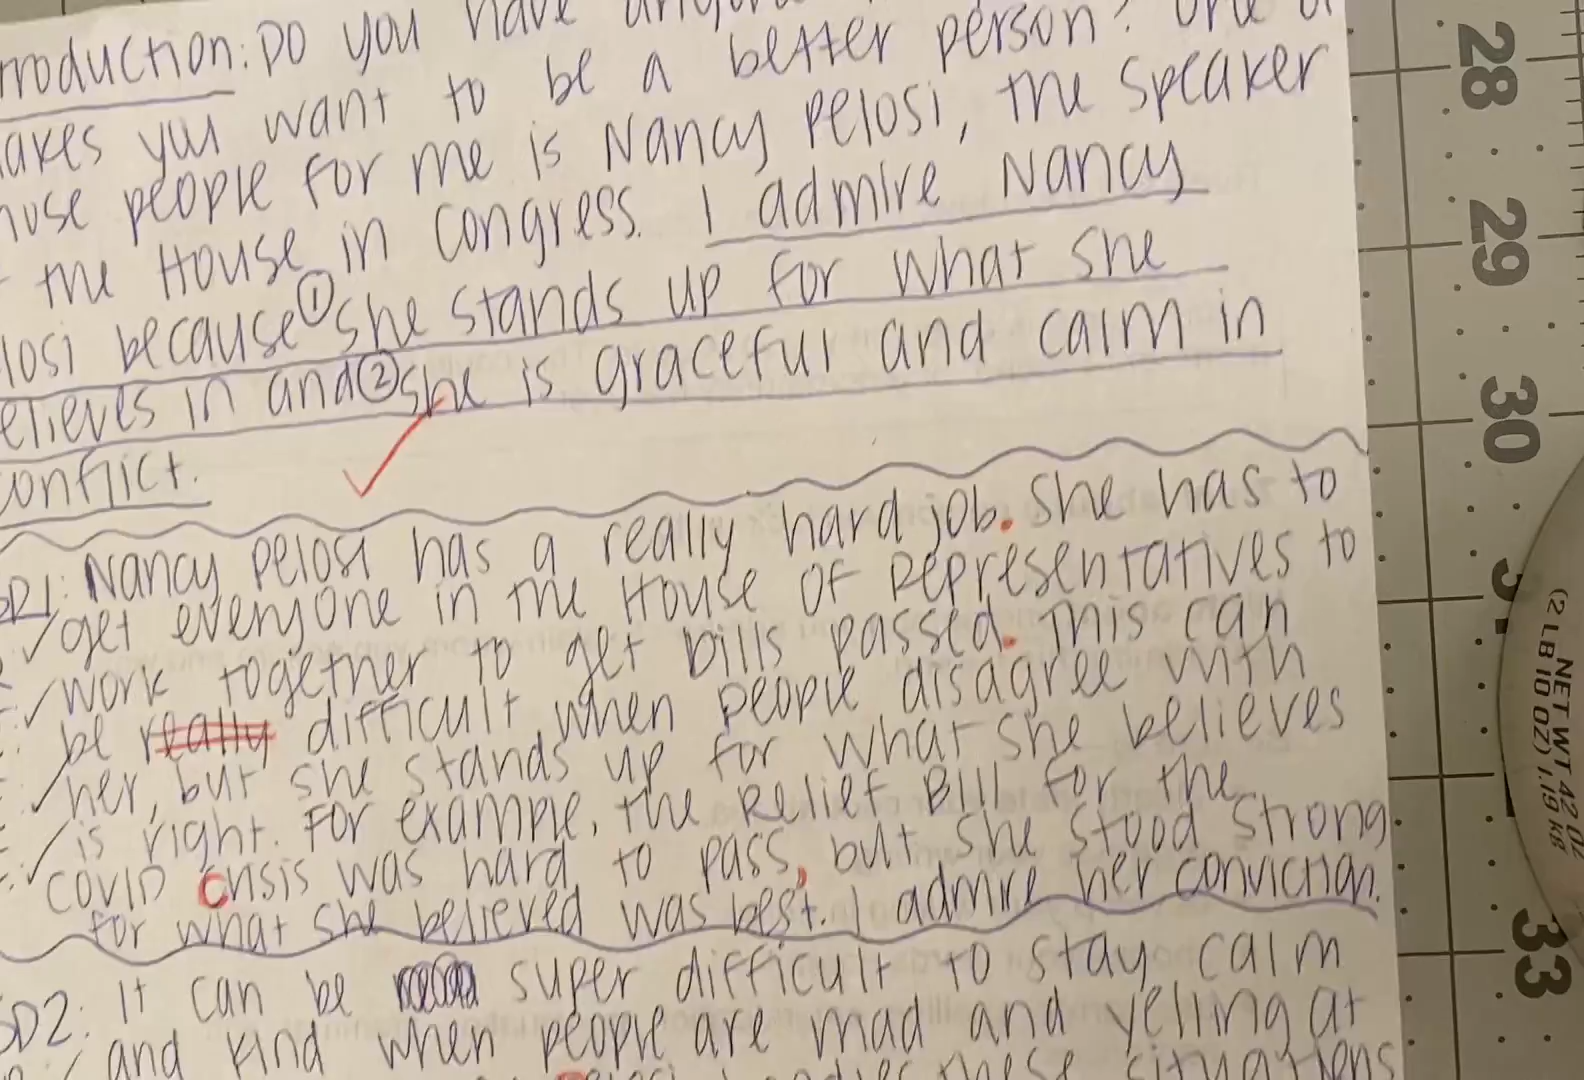 roduction: Do you have
akes you want to be a better person? One of
hose people for me is Nancy Pelosi, the Speaker
the House in Congress. I admire Nancy
losi because ① she stands up for what she
elieves in and ② she is graceful and calm in
onflict.
Nancy Pelosi has a really hard job. She has to
get everyone in the House of Representatives to
work together to get bills passed. This can
be really difficult when people disagree with
her, but she stands up for what she believes
is right. For example, the Relief Bill for the
COVID crisis was hard to pass, but she stood strong
for what she believed was best. I admire her conviction.
SD2: It can be super difficult to stay calm
and kind when people are mad and yelling at
these situations
28
29
30
33
NET WT 42 OZ
(2 LB 10 OZ) 1.19 kg